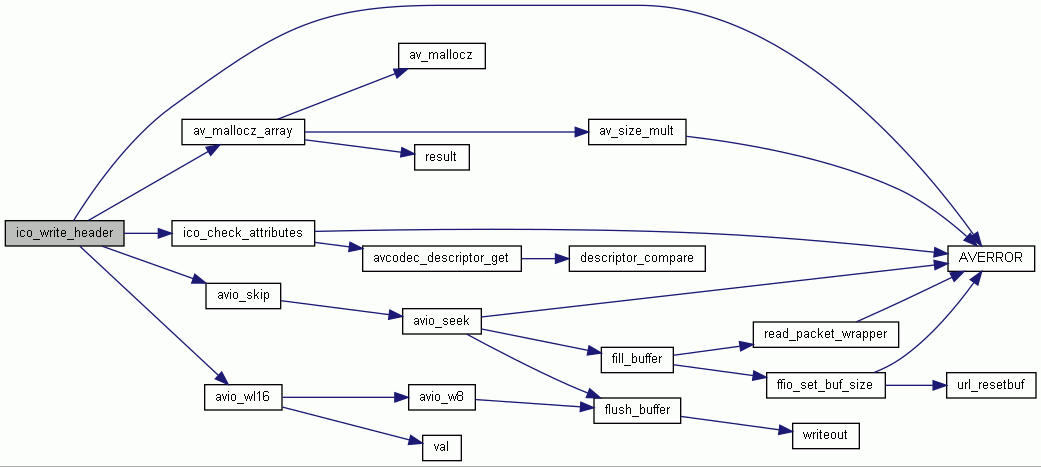 av_mallocz
av_mallocz_array
av_size_mult
result
ico_write_header
ico_check_attributes
avcodec_descriptor_get
descriptor_compare
AVERROR
avio_skip
avio_seek
read_packet_wrapper
fill_buffer
ffio_set_buf_size
url_resetbuf
avio_wl16
avio_w8
flush_buffer
writeout
val